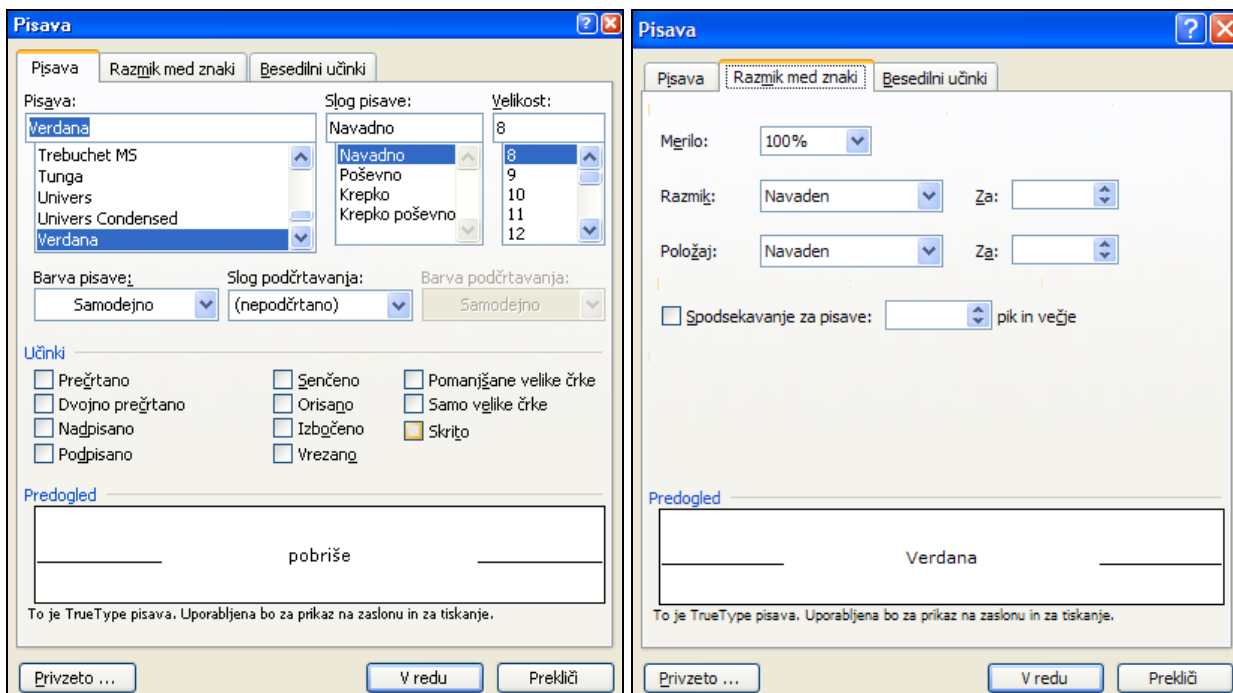 Pisava
Pisava Razmik med znaki Besedilni učinki
Pisava: Slog pisave: Velikost:
Verdana Navadno 8
Trebuchet MS Navadno 8
Tunga Poševno 9
Univers Krepko 10
Univers Condensed Krepko poševno 11
Verdana 12
Barva pisave: Slog podčrtavanja: Barva podčrtavanja:
Samodejno (nepodčrtano) Samodejno
Učinki
Prečrtano Senčeno Pomanjšane velike črke
Dvojno prečrtano Orisano Samo velike črke
Nadpisano Izbočeno Skrito
Podpisano Vrezano
Predogled
pobriše
To je TrueType pisava. Uporabljena bo za prikaz na zaslonu in za tiskanje.
Privzeto ... V redu Prekliči
Pisava
Pisava Razmik med znaki Besedilni učinki
Merilo: 100%
Razmik: Navaden Za:
Položaj: Navaden Za:
Spodsekavanje za pisave: pik in večje
Predogled
Verdana
To je TrueType pisava. Uporabljena bo za prikaz na zaslonu in za tiskanje.
Privzeto ... V redu Prekliči